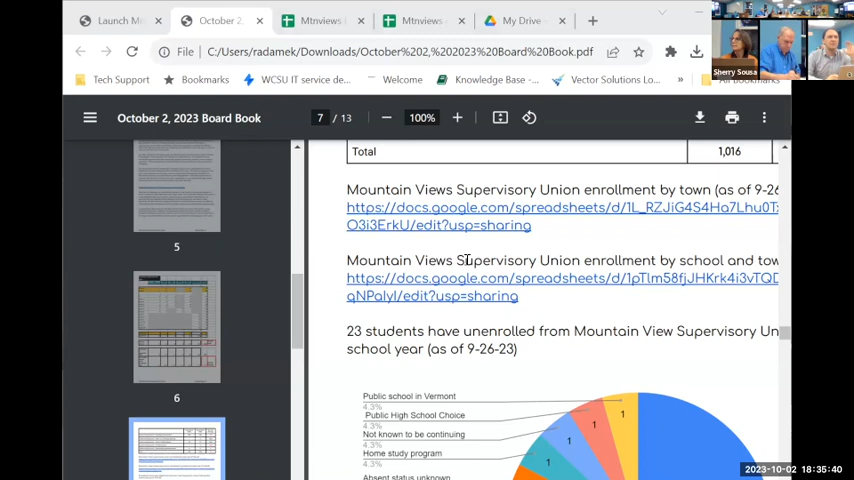 Launch M
October 2,
Mtnviews
Mtnviews
My Drive -
File
C:/Users/radamek/Downloads/October%202,%202023%20Board%20Book.pdf
Tech Support
Bookmarks
WCSU IT service de...
Welcome
Knowledge Base -...
Vector Solutions Lo...
»
All Bookmarks
Sherry Sousa
October 2, 2023 Board Book
7 / 13
100%
5
6
Total
1,016
Mountain Views Supervisory Union enrollment by town (as of 9-26
https://docs.google.com/spreadsheets/d/1L_RZJiG4S4Ha7Lhu0Tx
O3i3ErkU/edit?usp=sharing
Mountain Views Supervisory Union enrollment by school and tow
https://docs.google.com/spreadsheets/d/1pTlm58fjJHKrk4i3vTQD
qNPalyI/edit?usp=sharing
23 students have unenrolled from Mountain View Supervisory Un
school year (as of 9-26-23)
Public school in Vermont
4.3%
Public High School Choice
4.3%
Not known to be continuing
4.3%
Home study program
4.3%
Absent status unknown
1
1
1
1
2023-10-02 18:35:40